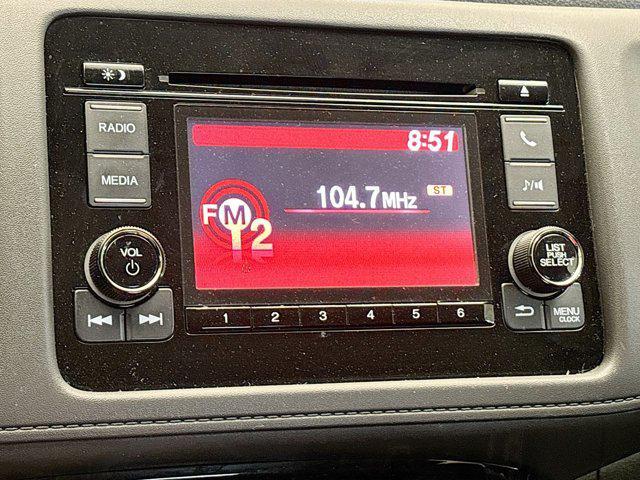 RADIO
MEDIA
VOL
8:51
104.7MHz
ST
FM
2
LIST
PUSH
SELECT
1 2 3 4 5 6
MENU
CLOCK